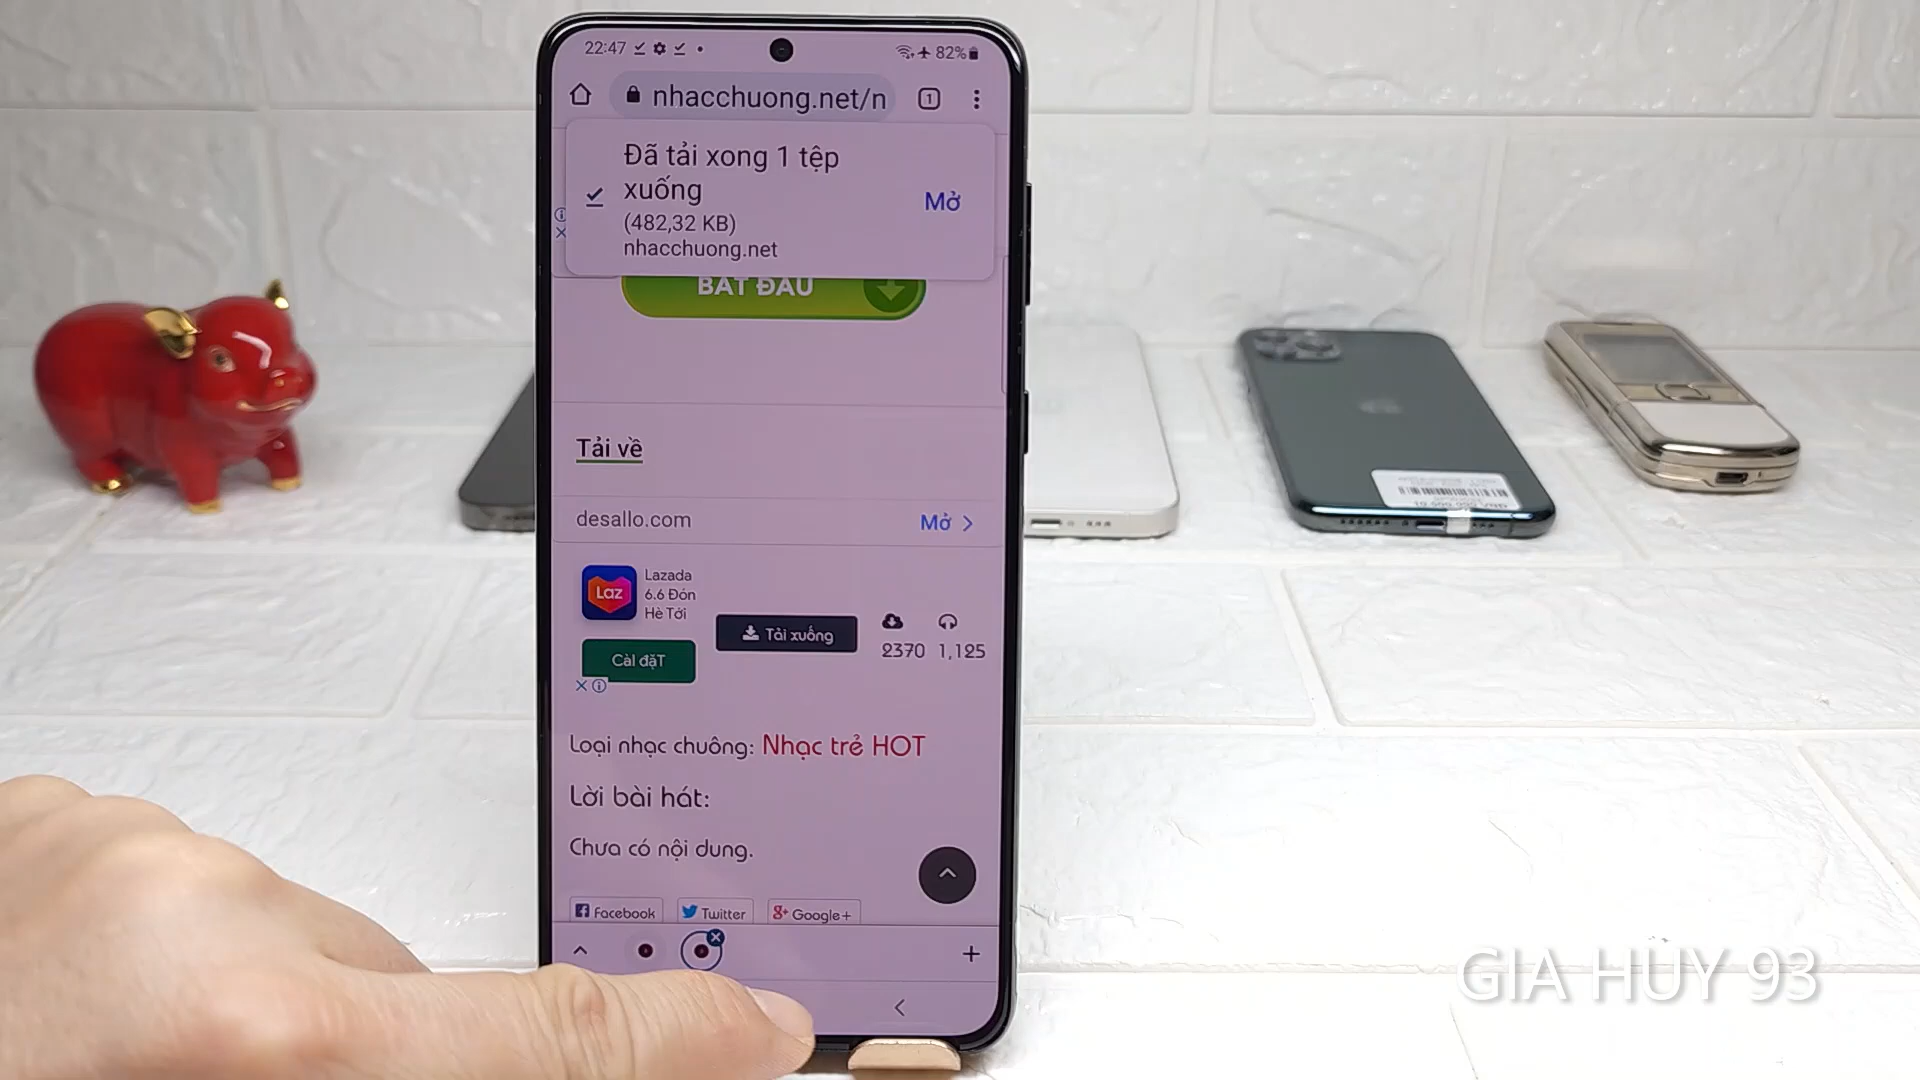 22:47
82%
nhacchuong.net/n
1
Đã tải xong 1 tệp
xuống
(482,32 KB)
nhacchuong.net
Mở
BẮT ĐẦU
Tải về
desallo.com
Mở
Laz
Lazada
6.6 Đón
Hè Tới
Cài đặT
Tải xuống
2370
1,125
Loại nhạc chuông: Nhạc trẻ HOT
Lời bài hát:
Chưa có nội dung.
Facebook
Twitter
Google+
GIA HUY 93